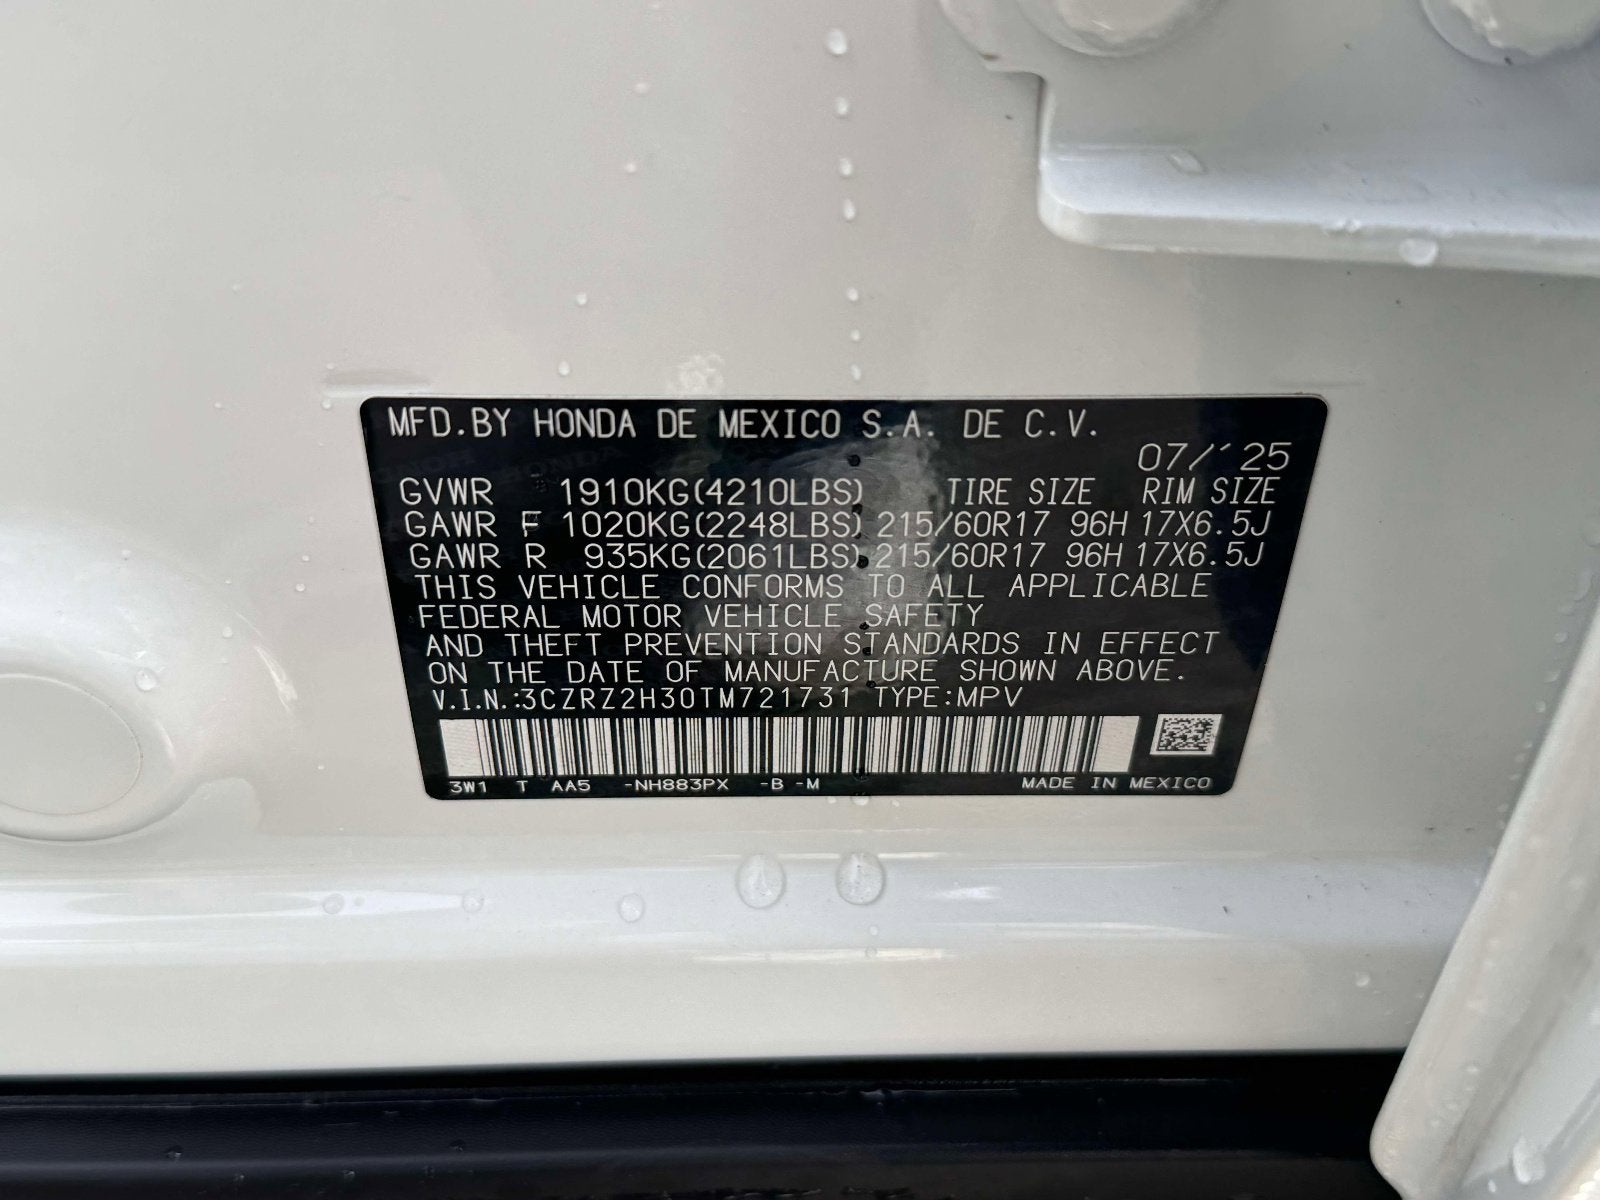 MFD.BY HONDA DE MEXICO S.A. DE C.V.
07/'25
GVWR 1910KG(4210LBS) TIRE SIZE RIM SIZE
GAWR F 1020KG(2248LBS) 215/60R17 96H 17X6.5J
GAWR R 935KG(2061LBS) 215/60R17 96H 17X6.5J
THIS VEHICLE CONFORMS TO ALL APPLICABLE
FEDERAL MOTOR VEHICLE SAFETY
AND THEFT PREVENTION STANDARDS IN EFFECT
ON THE DATE OF MANUFACTURE SHOWN ABOVE.
V.I.N.:3CZRZ2H30TM721731 TYPE:MPV
3W1 T AA5 -NH883PX -B -M MADE IN MEXICO